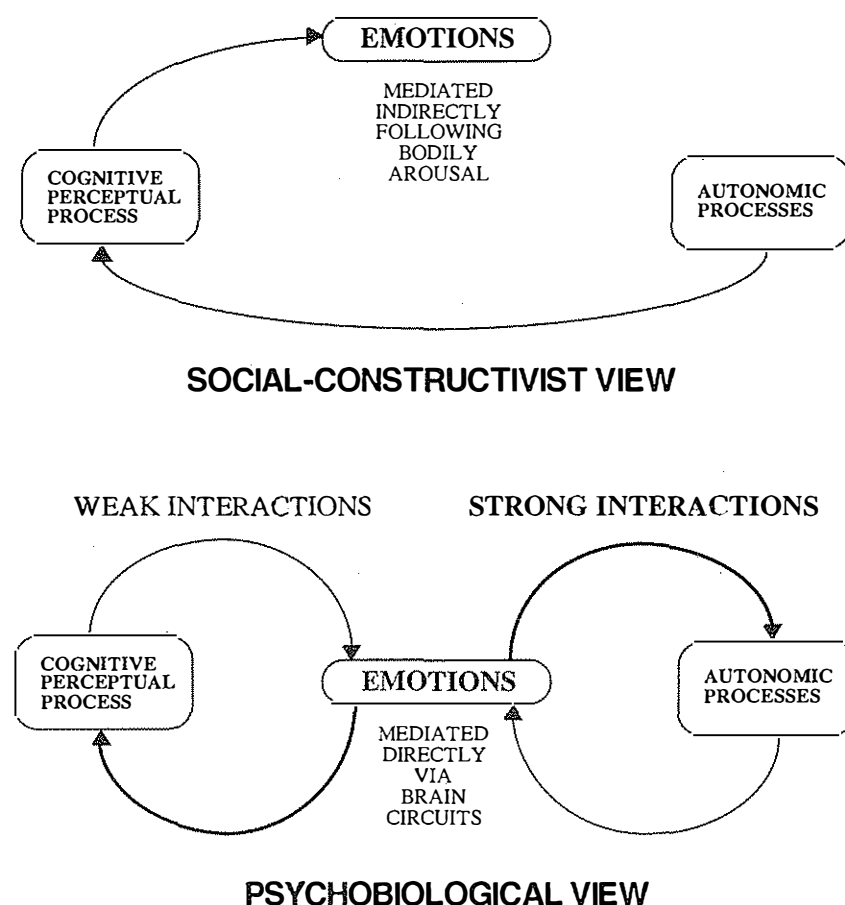 EMOTIONS
MEDIATED
INDIRECTLY
FOLLOWING
BODILY
AROUSAL
COGNITIVE
PERCEPTUAL
PROCESS
AUTONOMIC
PROCESSES
SOCIAL-CONSTRUCTIVIST VIEW
WEAK INTERACTIONS
STRONG INTERACTIONS
COGNITIVE
PERCEPTUAL
PROCESS
EMOTIONS
AUTONOMIC
PROCESSES
MEDIATED
DIRECTLY
VIA
BRAIN
CIRCUITS
PSYCHOBIOLOGICAL VIEW